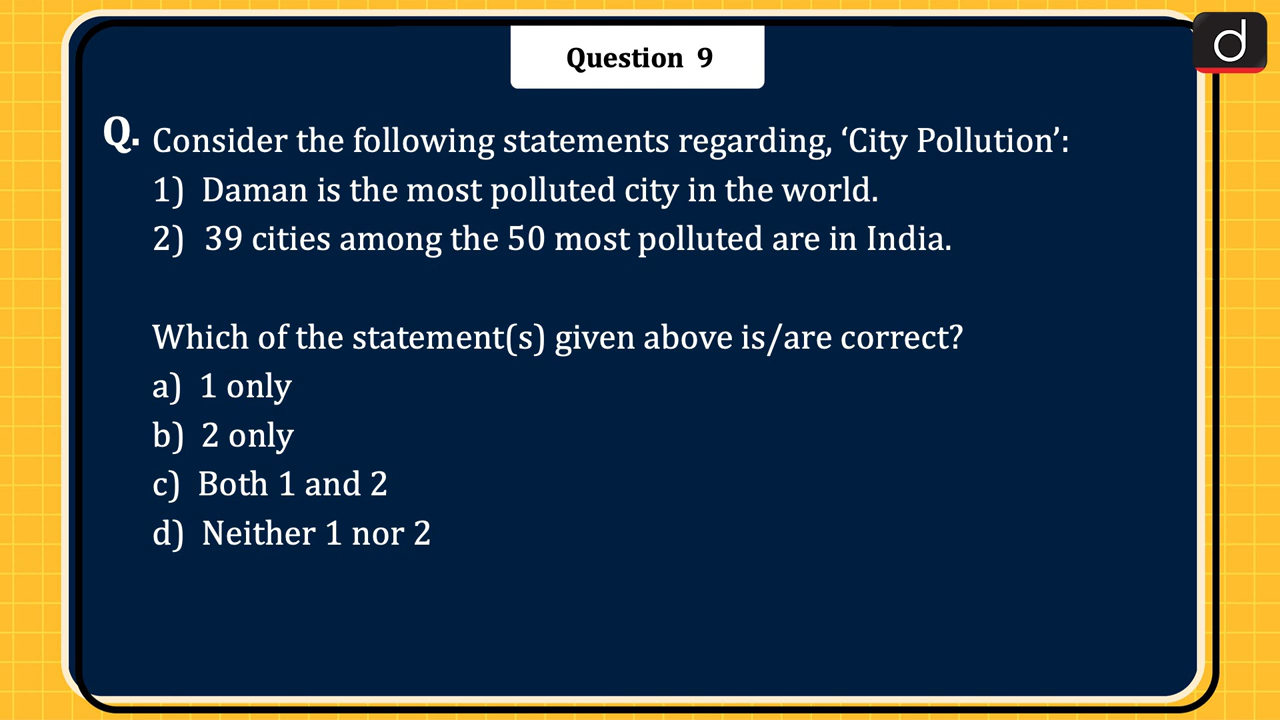 Question 9
d
Q. Consider the following statements regarding, ‘City Pollution’:
1) Daman is the most polluted city in the world.
2) 39 cities among the 50 most polluted are in India.
Which of the statement(s) given above is/are correct?
a) 1 only
b) 2 only
c) Both 1 and 2
d) Neither 1 nor 2